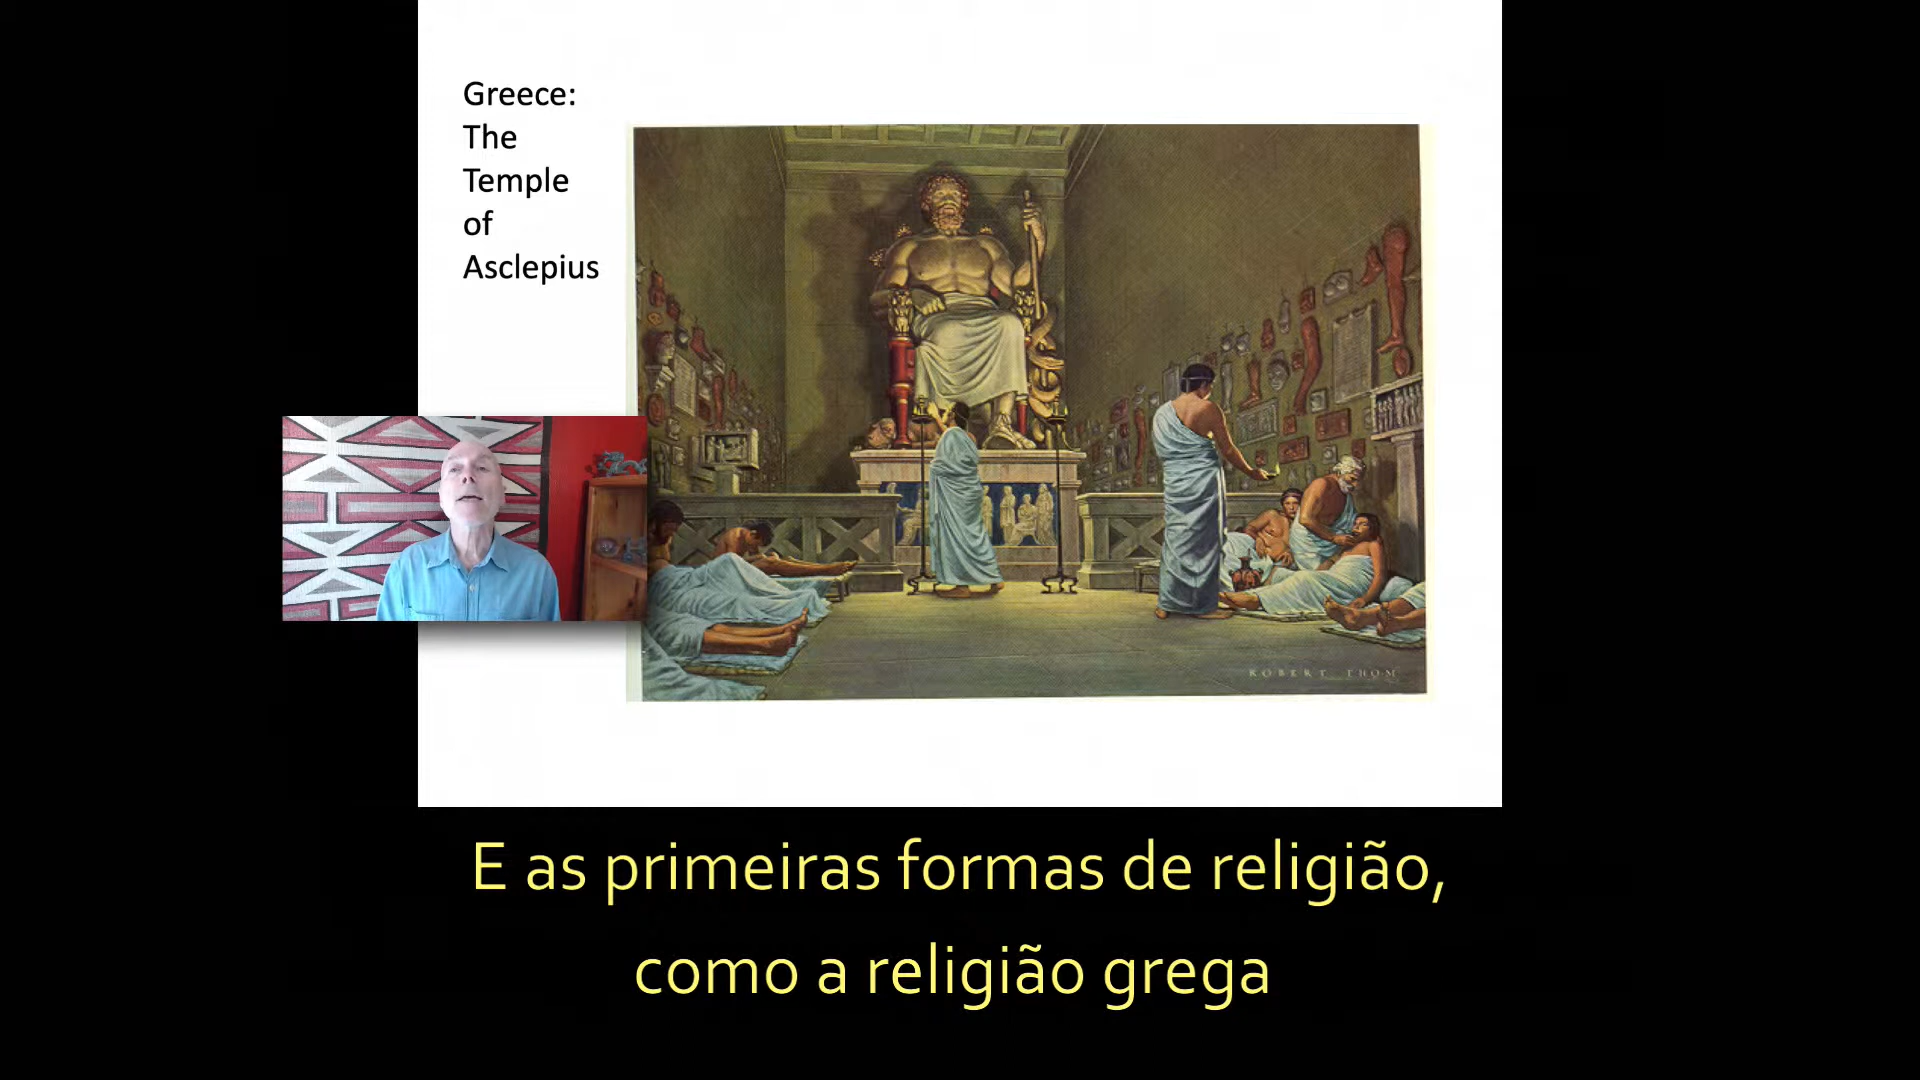 Greece:
The
Temple
of
Asclepius
ROBERT THOM
E as primeiras formas de religião,
como a religião grega